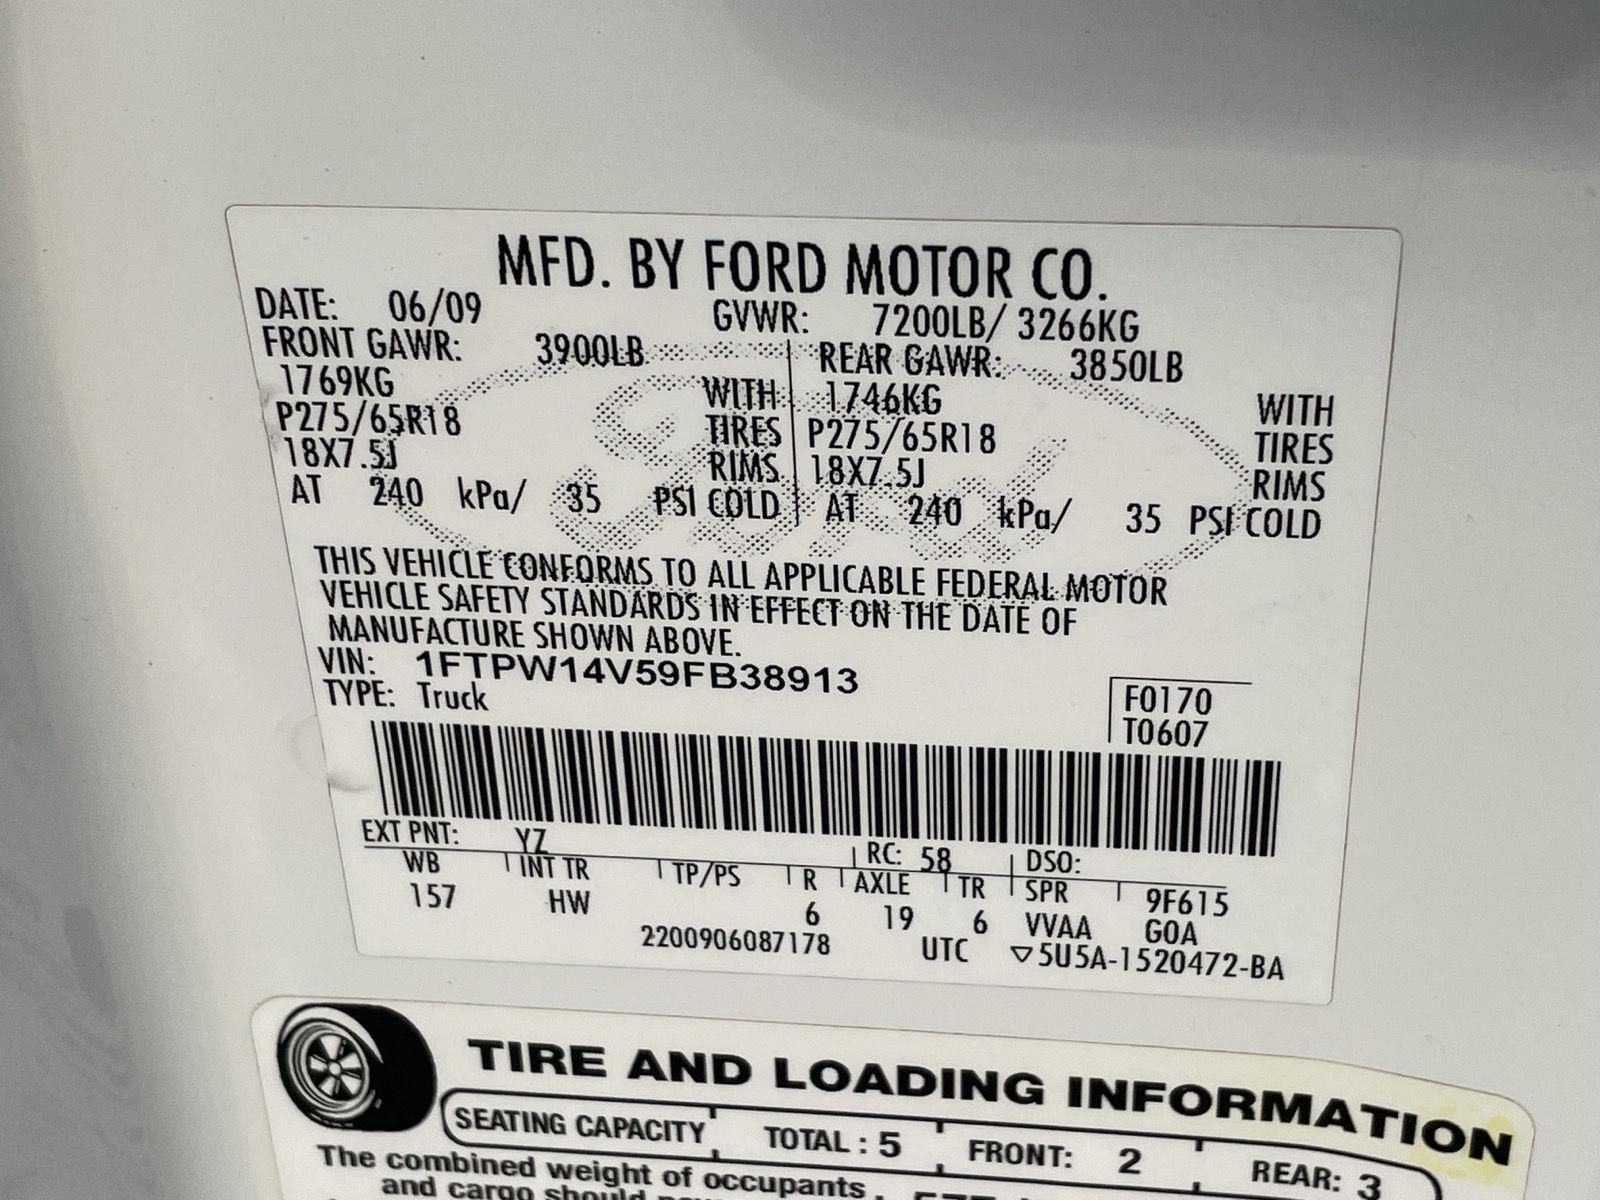 MFD. BY FORD MOTOR CO.
DATE: 06/09 GVWR: 7200LB/ 3266KG
FRONT GAWR: 3900LB REAR GAWR: 3850LB
1769KG WITH 1746KG WITH
P275/65R18 TIRES P275/65R18 TIRES
18X7.5J RIMS 18X7.5J RIMS
AT 240 kPa/ 35 PSI COLD AT 240 kPa/ 35 PSI COLD
Ford
THIS VEHICLE CONFORMS TO ALL APPLICABLE FEDERAL MOTOR
VEHICLE SAFETY STANDARDS IN EFFECT ON THE DATE OF
MANUFACTURE SHOWN ABOVE.
VIN: 1FTPW14V59FB38913
TYPE: Truck
F0170
T0607
EXT PNT: YZ RC: 58 DSO:
WB INT TR TP/PS R AXLE TR SPR 9F615
157 HW 6 19 6 VVAA GOA
2200906087178 UTC ▽5U5A-1520472-BA
TIRE AND LOADING INFORMATION
SEATING CAPACITY TOTAL : 5 FRONT: 2 REAR: 3
The combined weight of occupants
and cargo should